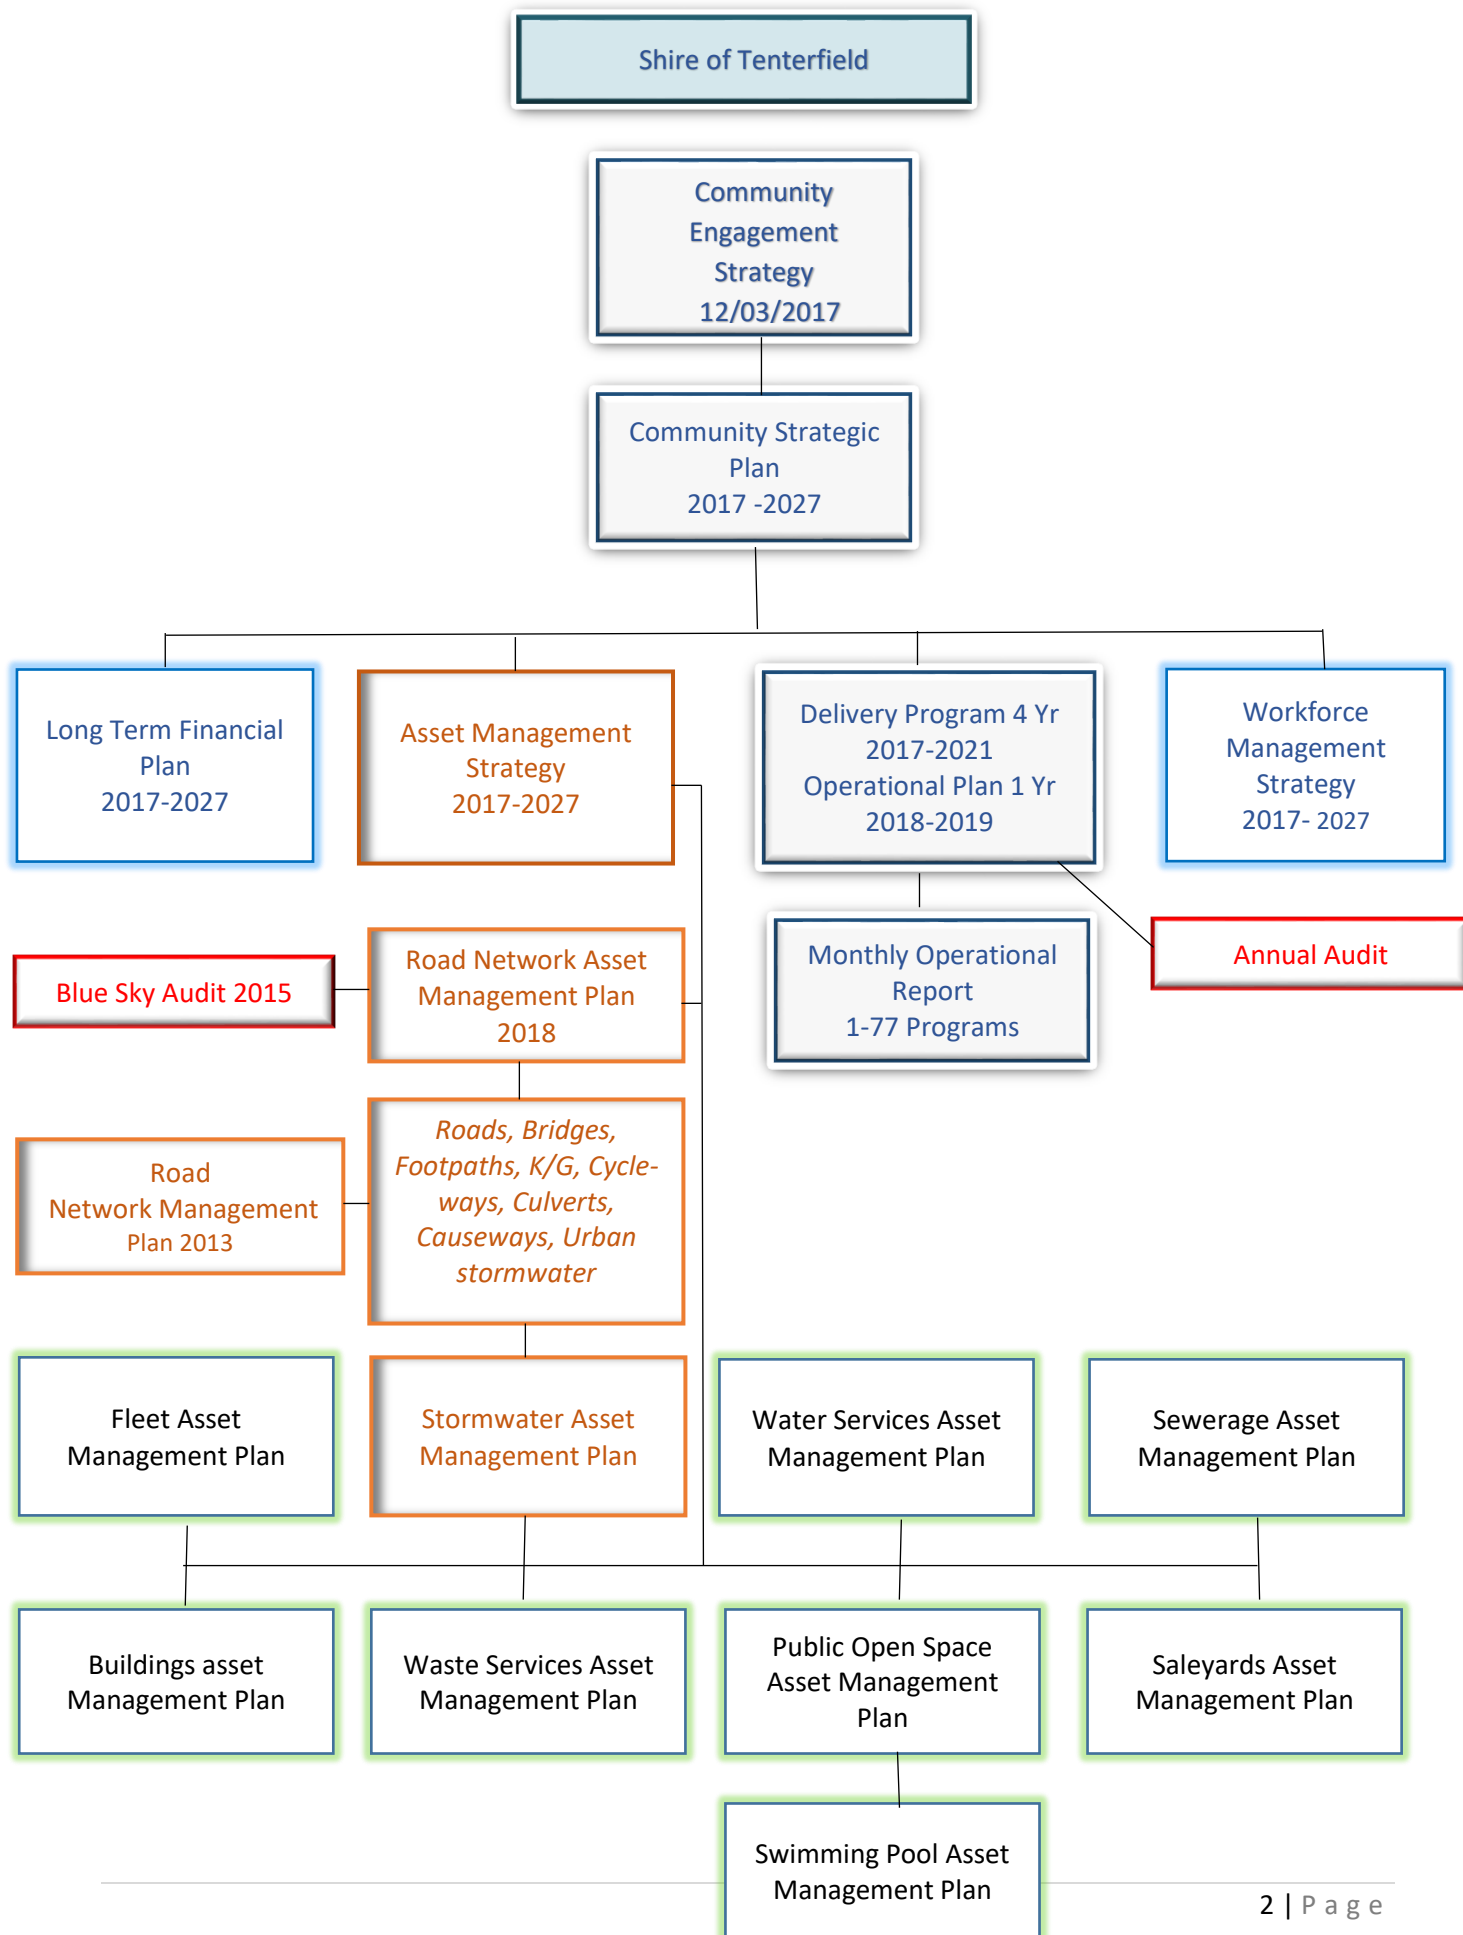 Shire of Tenterfield
Community
Engagement
Strategy
12/03/2017
Community Strategic
Plan
2017 -2027
Long Term Financial
Plan
2017-2027
Asset Management
Strategy
2017-2027
Delivery Program 4 Yr
2017-2021
Operational Plan 1 Yr
2018-2019
Workforce
Management
Strategy
2017- 2027
Blue Sky Audit 2015
Road Network Asset
Management Plan
2018
Monthly Operational
Report
1-77 Programs
Annual Audit
Road
Network Management
Plan 2013
Roads, Bridges,
Footpaths, K/G, Cycle-
ways, Culverts,
Causeways, Urban
stormwater
Fleet Asset
Management Plan
Stormwater Asset
Management Plan
Water Services Asset
Management Plan
Sewerage Asset
Management Plan
Buildings asset
Management Plan
Waste Services Asset
Management Plan
Public Open Space
Asset Management
Plan
Saleyards Asset
Management Plan
Swimming Pool Asset
Management Plan
2 | P a g e